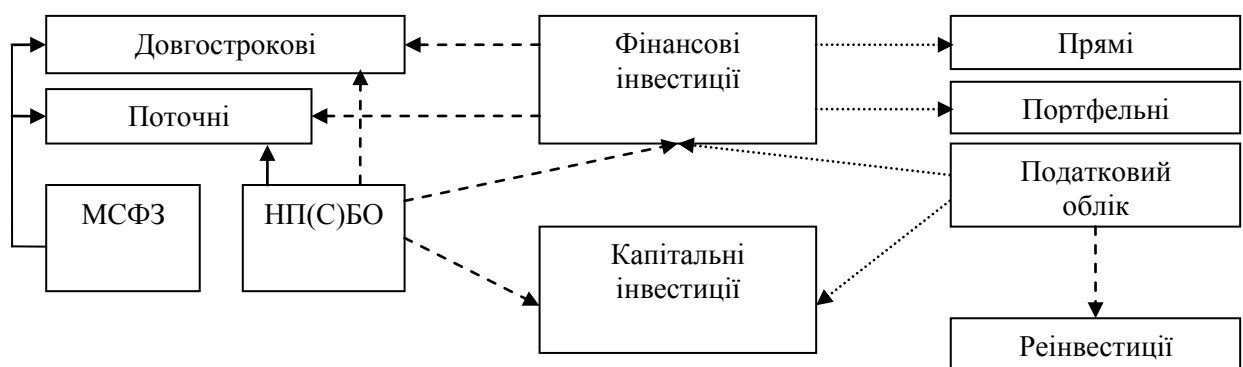 Довгострокові
Фінансові
інвестиції
Прямі
Поточні
Портфельні
МСФЗ
НП(С)БО
Податковий
облік
Капітальні
інвестиції
Реінвестиції